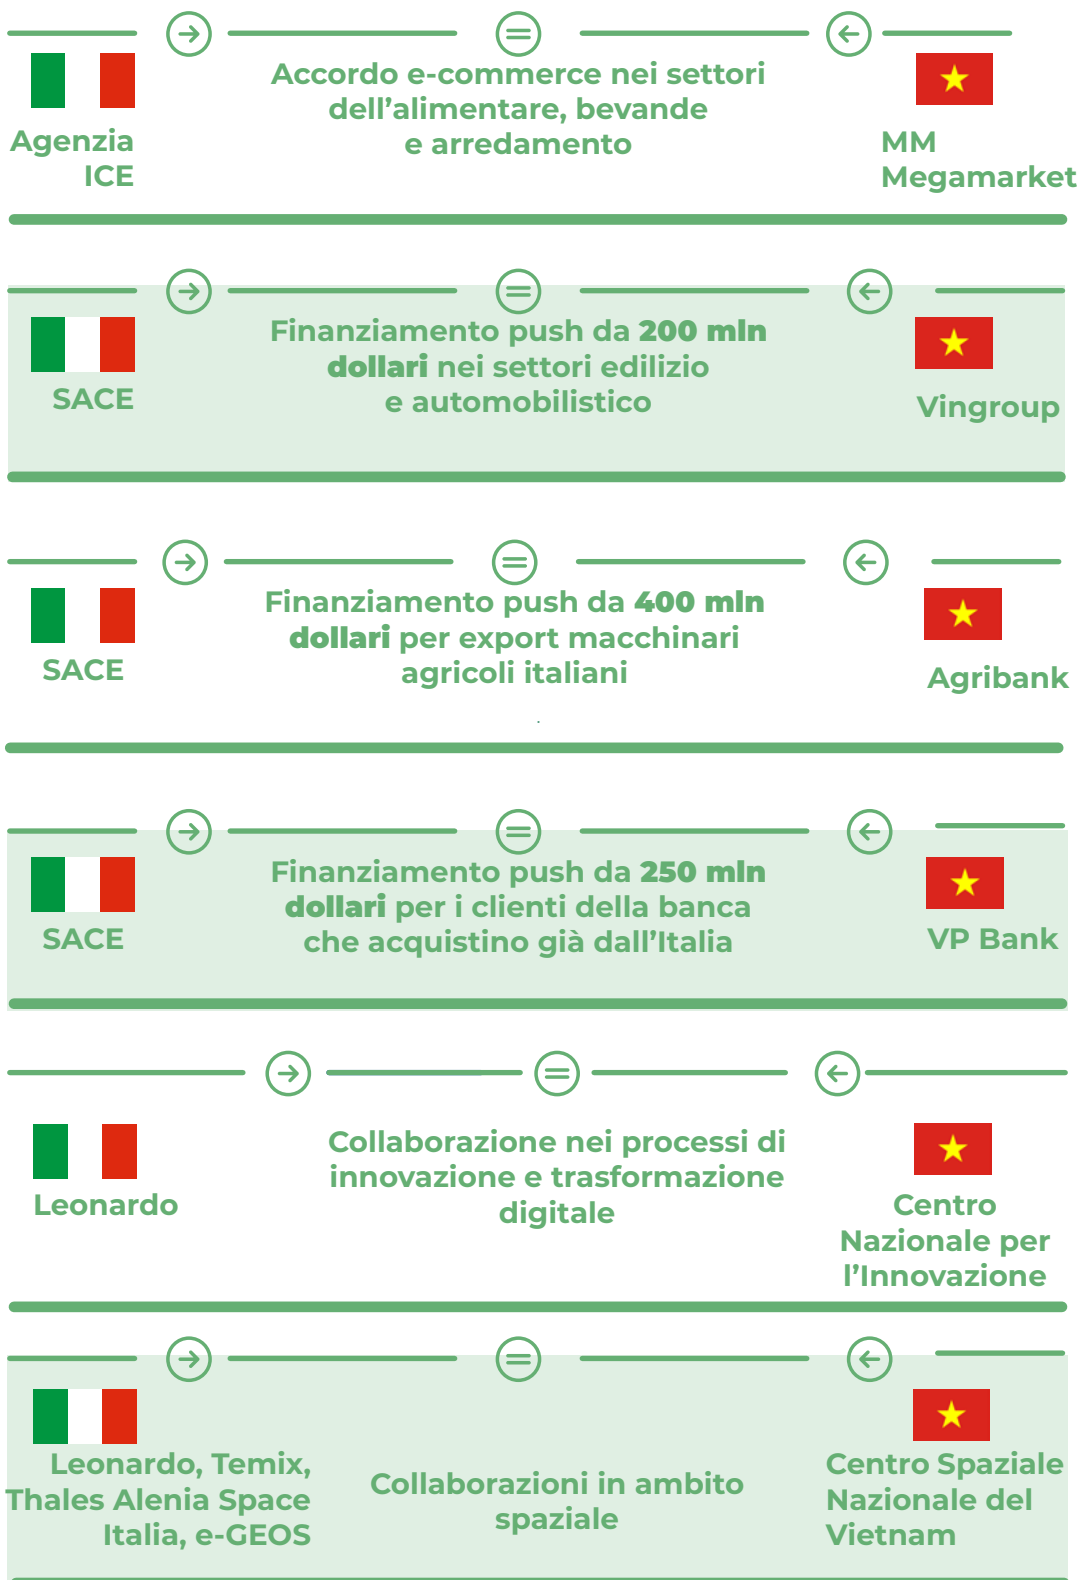 Accordo e-commerce nei settori
dell’alimentare, bevande
e arredamento
Agenzia
ICE
MM
Megamarket
Finanziamento push da 200 mln
dollari nei settori edilizio
e automobilistico
SACE
Vingroup
Finanziamento push da 400 mln
dollari per export macchinari
agricoli italiani
SACE
Agribank
Finanziamento push da 250 mln
dollari per i clienti della banca
che acquistino già dall’Italia
SACE
VP Bank
Leonardo
Collaborazione nei processi di
innovazione e trasformazione
digitale
Centro
Nazionale per
l’Innovazione
Leonardo, Temix,
Thales Alenia Space
Italia, e-GEOS
Collaborazioni in ambito
spaziale
Centro Spaziale
Nazionale del
Vietnam